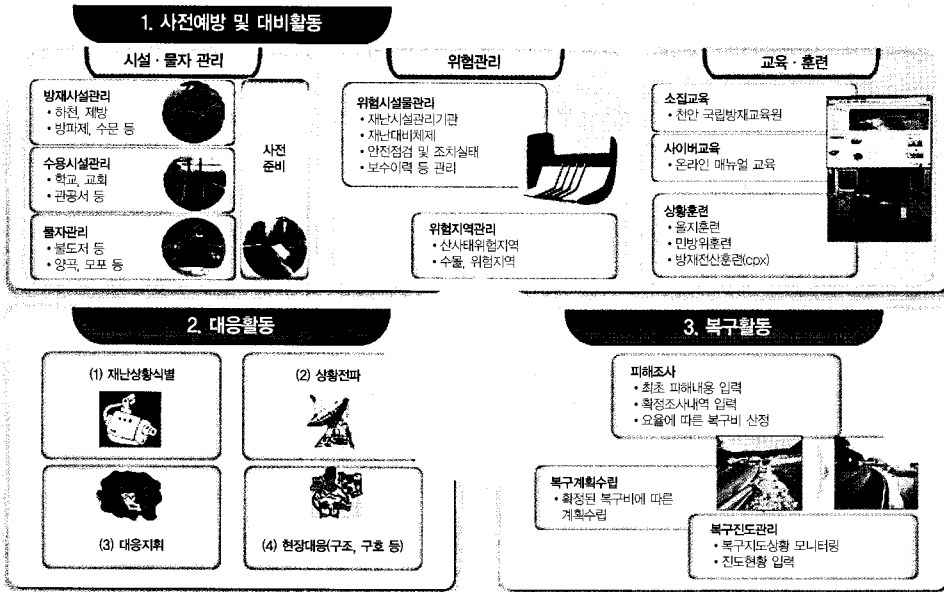 1. 사전예방 및 대비활동
시설 · 물자 관리
방재시설관리
• 하천, 제방
• 방파제, 수문 등
수용시설관리
• 학교, 교회
• 관공서 등
물자관리
• 불도저 등
• 양곡, 모포 등
사전
준비
위험관리
위험시설물관리
• 재난시설관리기관
• 재난대비체제
• 안전점검 및 조치실태
• 보수이력 등 관리
위험지역관리
• 산사태위험지역
• 수몰, 위험지역
교육 · 훈련
소집교육
• 천안 국립방재교육원
사이버교육
• 온라인 매뉴얼 교육
상황훈련
• 을지훈련
• 민방위훈련
• 방재전산훈련(cpx)
2. 대응활동
(1) 재난상황식별
(2) 상황전파
(3) 대응지휘
(4) 현장대응(구조, 구호 등)
3. 복구활동
피해조사
• 최초 피해내용 입력
• 확정조사내역 입력
• 요율에 따른 복구비 산정
복구계획수립
• 확정된 복구비에 따른
계획수립
복구진도관리
• 복구지도상황 모니터링
• 진도현황 입력